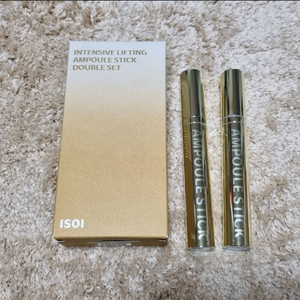 INTENSIVE LIFTING
AMPOULE STICK
DOUBLE SET
ISOI
AMPOULE STICK
AMPOULE STICK